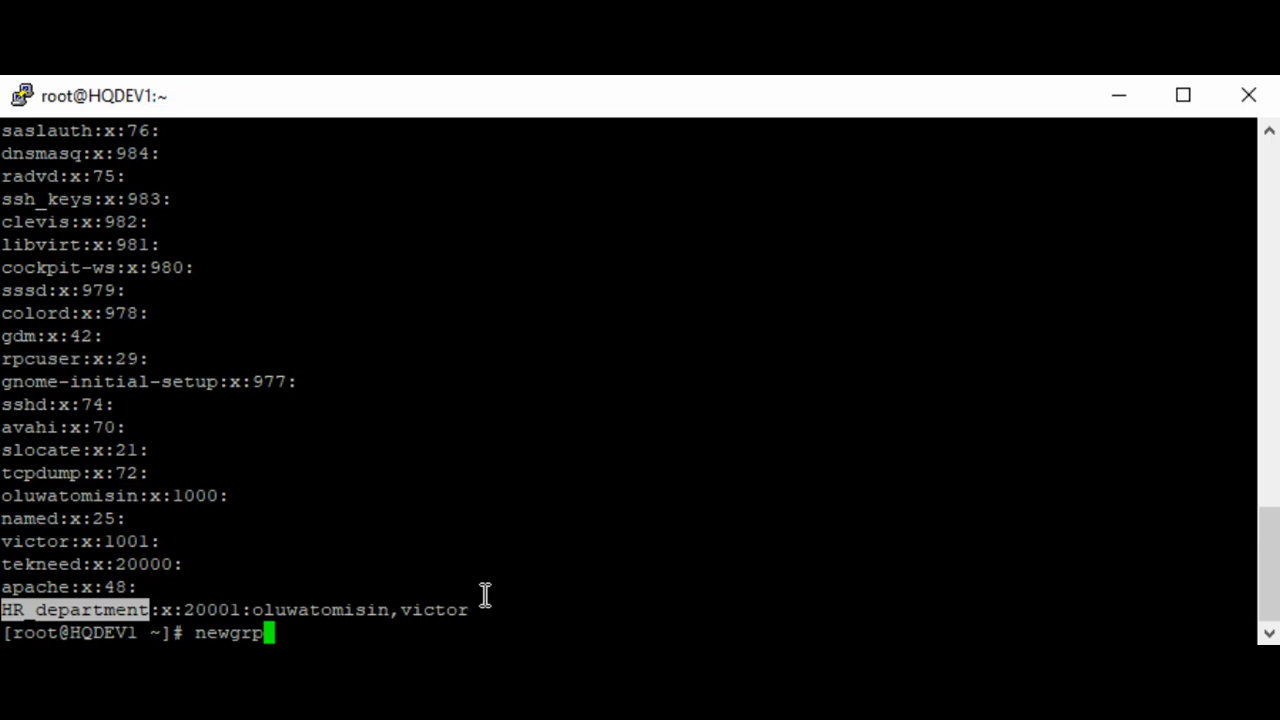 root@HQDEV1:~
saslauth:x:76:
dnsmasq:x:984:
radvd:x:75:
ssh_keys:x:983:
clevis:x:982:
libvirt:x:981:
cockpit-ws:x:980:
sssd:x:979:
colord:x:978:
gdm:x:42:
rpcuser:x:29:
gnome-initial-setup:x:977:
sshd:x:74:
avahi:x:70:
slocate:x:21:
tcpdump:x:72:
oluwatomisin:x:1000:
named:x:25:
victor:x:1001:
tekneed:x:20000:
apache:x:48:
HR_department:x:20001:oluwatomisin,victor
[root@HQDEV1 ~]# newgrp